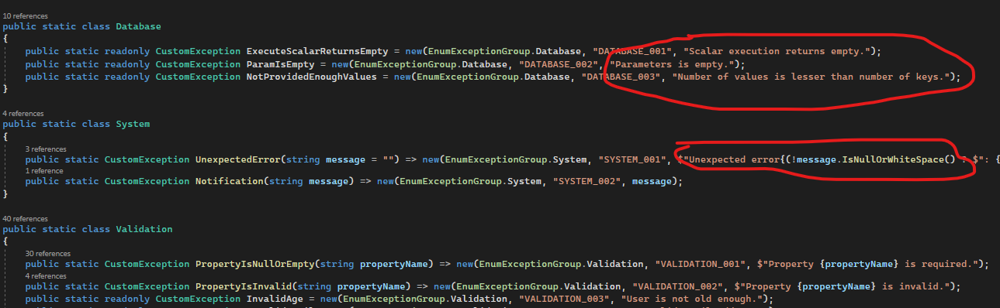 10 references
public static class Database
{
public static readonly CustomException ExecuteScalarReturnsEmpty = new(EnumExceptionGroup.Database, "DATABASE_001", "Scalar execution returns empty.");
public static readonly CustomException ParamIsEmpty = new(EnumExceptionGroup.Database, "DATABASE_002", "Parameters is empty.");
public static readonly CustomException NotProvidedEnoughValues = new(EnumExceptionGroup.Database, "DATABASE_003", "Number of values is lesser than number of keys.");
}
4 references
public static class System
{
3 references
public static CustomException UnexpectedError(string message = "") => new(EnumExceptionGroup.System, "SYSTEM_001", $"Unexpected error{(!message.IsNullOrWhiteSpace() ? $": {
1 reference
public static CustomException Notification(string message) => new(EnumExceptionGroup.System, "SYSTEM_002", message);
}
40 references
public static class Validation
{
30 references
public static CustomException PropertyIsNullOrEmpty(string propertyName) => new(EnumExceptionGroup.Validation, "VALIDATION_001", $"Property {propertyName} is required.");
4 references
public static CustomException PropertyIsInvalid(string propertyName) => new(EnumExceptionGroup.Validation, "VALIDATION_002", $"Property {propertyName} is invalid.");
public static readonly CustomException InvalidAge = new(EnumExceptionGroup.Validation, "VALIDATION_003", "User is not old enough.");